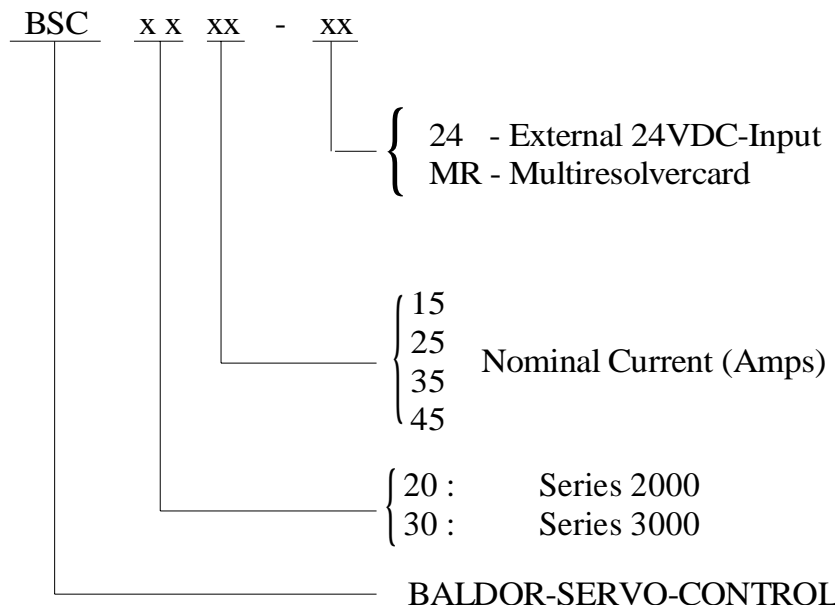 BSC x x xx - xx
24 - External 24VDC-Input
MR - Multiresolvercard
15
25
35
45
Nominal Current (Amps)
20 : Series 2000
30 : Series 3000
BALDOR-SERVO-CONTROL